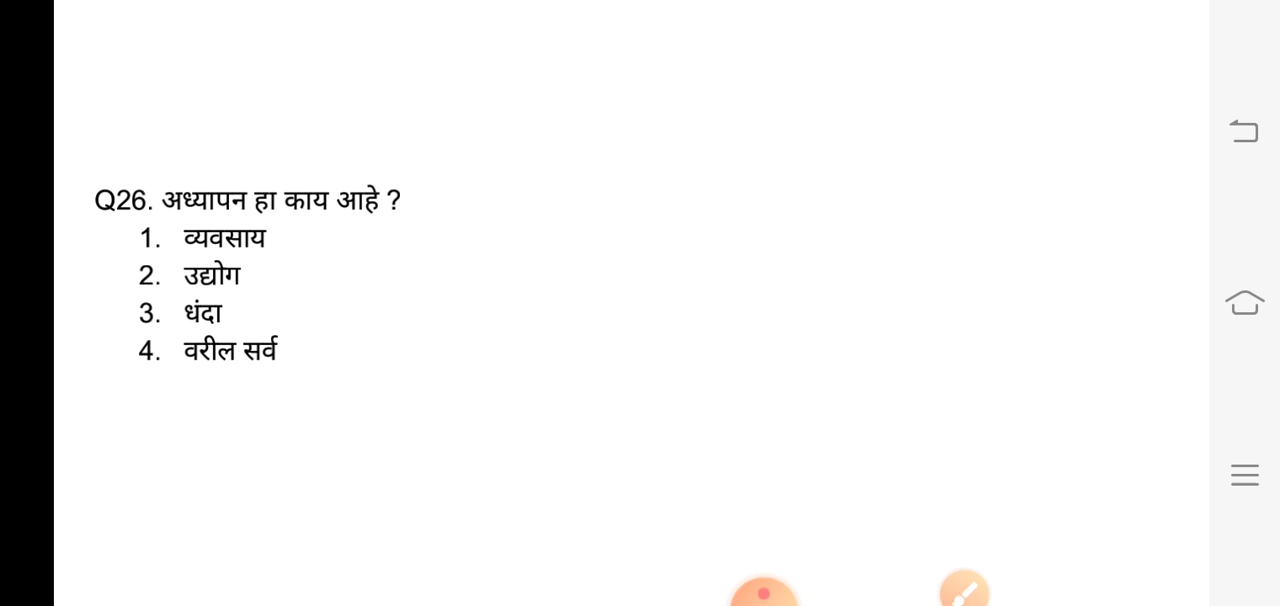 Q26. अध्यापन हा काय आहे ?
1. व्यवसाय
2. उद्योग
3. धंदा
4. वरील सर्व